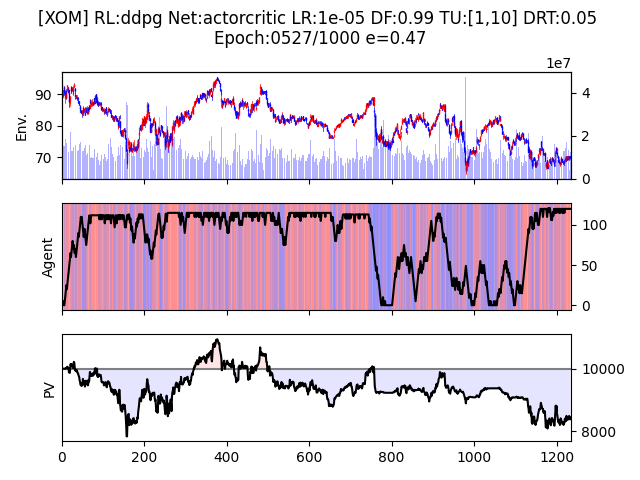 [XOM] RL:ddpg Net:actorcritic LR:1e-05 DF:0.99 TU:[1,10] DRT:0.05
Epoch:0527/1000 e=0.47
1e7
Env.
90
80
70
4
2
0
Agent
100
50
0
PV
10000
8000
0 200 400 600 800 1000 1200